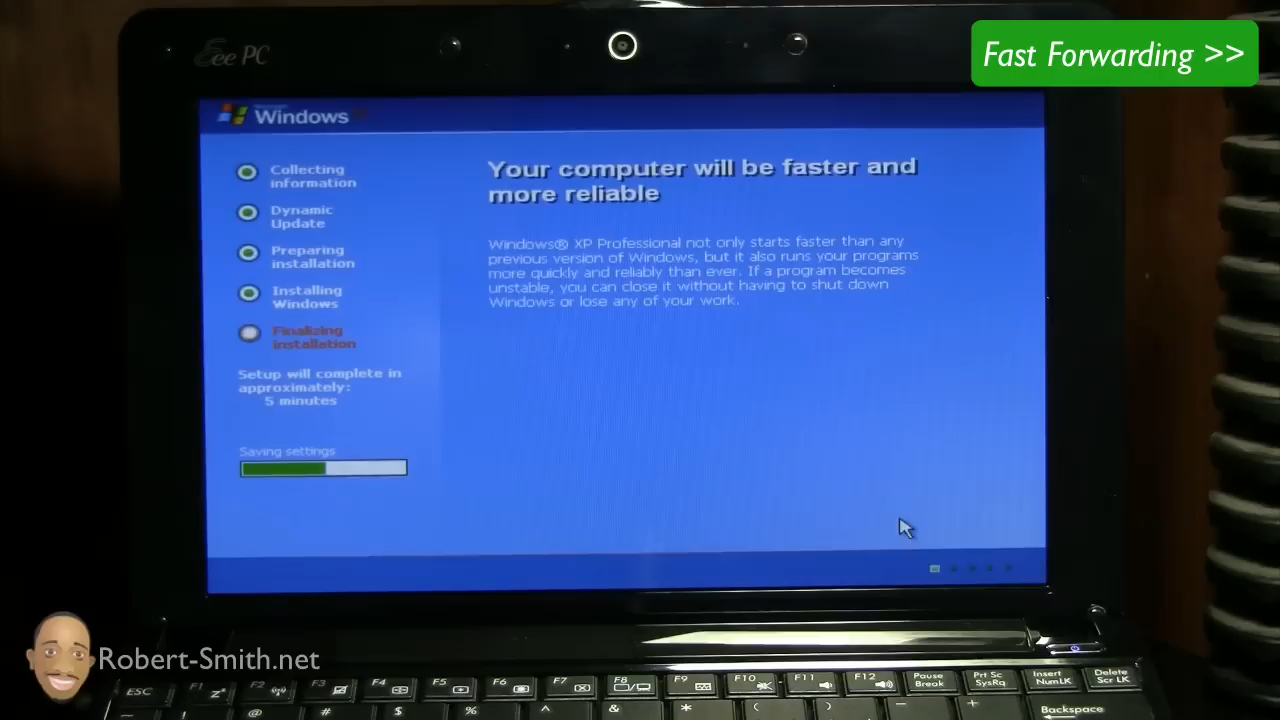 Eee PC
Fast Forwarding >>
Microsoft
Windows
Collecting
information
Dynamic
Update
Preparing
installation
Installing
Windows
Finalizing
installation
Setup will complete in
approximately:
5 minutes
Saving settings
Your computer will be faster and
more reliable
Windows® XP Professional not only starts faster than any
previous version of Windows, but it also runs your programs
more quickly and reliably than ever. If a program becomes
unstable, you can close it without having to shut down
Windows or lose any of your work.
Robert-Smith.net
ESC F1 F2 F3 F4 F5 F6 F7 F8 F9 F10 F11 F12 Pause Prt Sc Insert Delete
Break SysRq NumLK Scr LK
@ # $ % ^ & * ( ) _ + Backspace